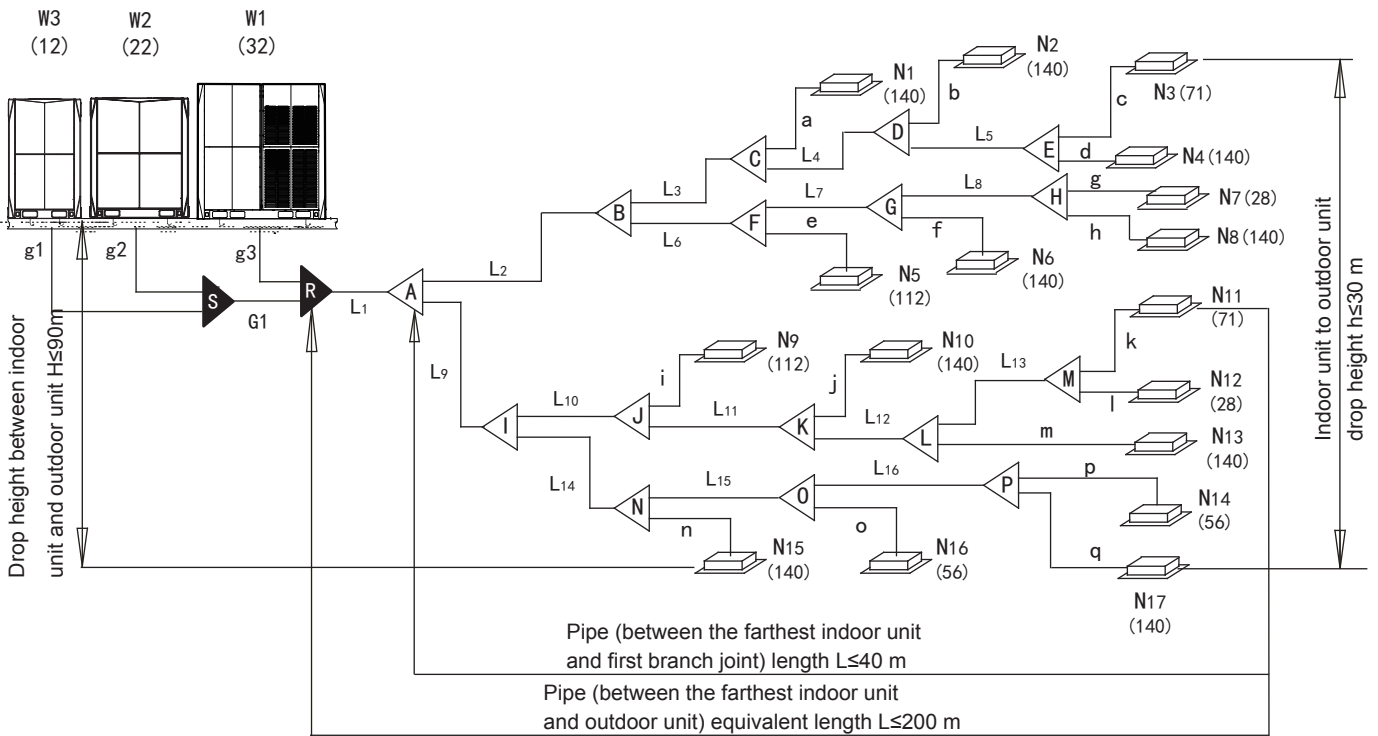 W3
(12)
W2
(22)
W1
(32)
g1
g2
g3
S
G1
R
L1
A
L2
B
L3
C
a
N1
(140)
L4
D
b
N2
(140)
L5
E
c
N3 (71)
d
N4 (140)
L6
F
L7
e
N5
(112)
G
L8
f
N6
(140)
H
g
N7 (28)
h
N8 (140)
L9
I
L10
J
i
N9
(112)
L11
K
j
N10
(140)
L12
L
L13
M
k
N11
(71)
l
N12
(28)
m
N13
(140)
L14
N
L15
n
N15
(140)
O
L16
o
N16
(56)
P
p
N14
(56)
q
N17
(140)
Drop height between indoor
unit and outdoor unit H≤90m
Indoor unit to outdoor unit
drop height h≤30 m
Pipe (between the farthest indoor unit
and first branch joint) length L≤40 m
Pipe (between the farthest indoor unit
and outdoor unit) equivalent length L≤200 m